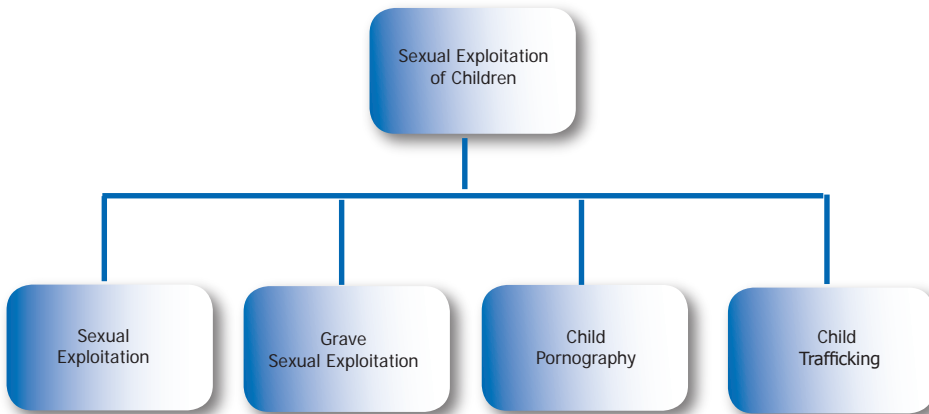 Sexual Exploitation
of Children
Sexual
Exploitation
Grave
Sexual Exploitation
Child
Pornography
Child
Trafficking